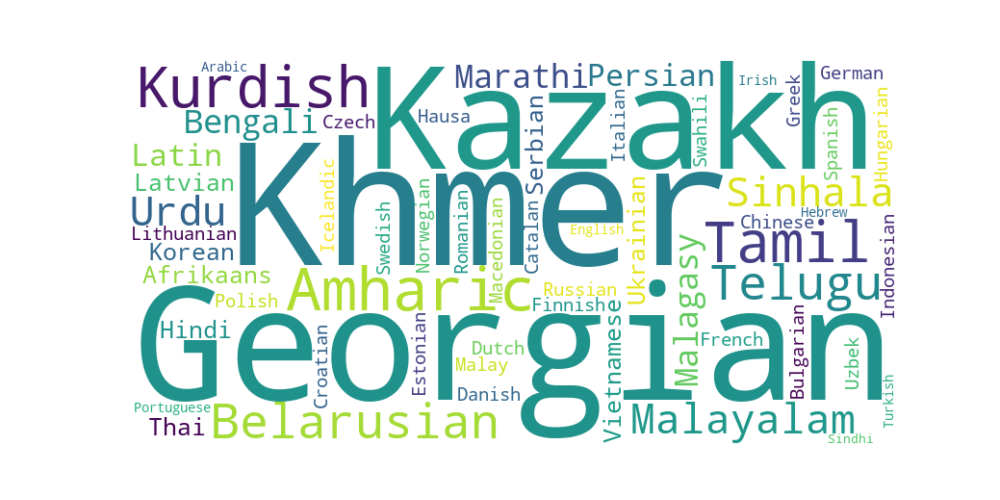 Arabic
Kurdish
Kazakh
Marathi
Persian
Irish
German
Greek
Hungarian
Bengali
Czech
Hausa
Serbian
Italian
Swahili
Spanish
Latin
Latvian
Urdu
Lithuanian
Korean
Khmer
Icelandic
Swedish
Norwegian
Romanian
Macedonian
Catalan
English
Ukrainian
Sinhala
Chinese
Hebrew
Tamil
Indonesian
Afrikaans
Polish
Amharic
Russian
Finnish
Malagasy
Telugu
Hindi
Georgian
Croatian
Estonian
Dutch
Malay
Danish
Vietnamese
French
Bulgarian
Uzbek
Turkish
Portuguese
Thai
Belarusian
Malayalam
Sindhi